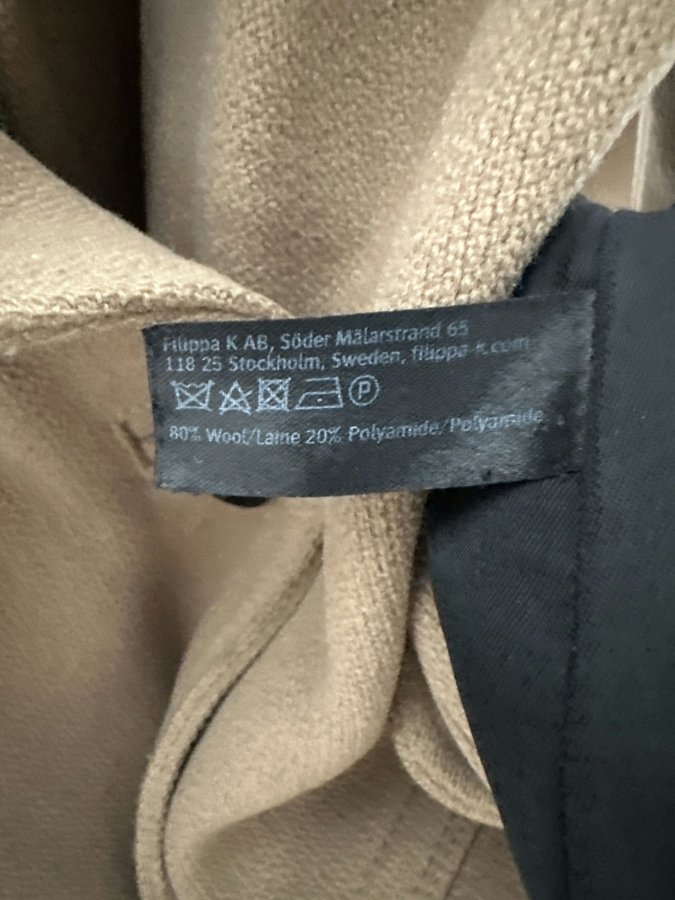 Filippa K AB, Söder Mälarstrand 65
118 25 Stockholm, Sweden, filippa-k.com
P
80% Wool/Laine 20% Polyamide/Polyamide